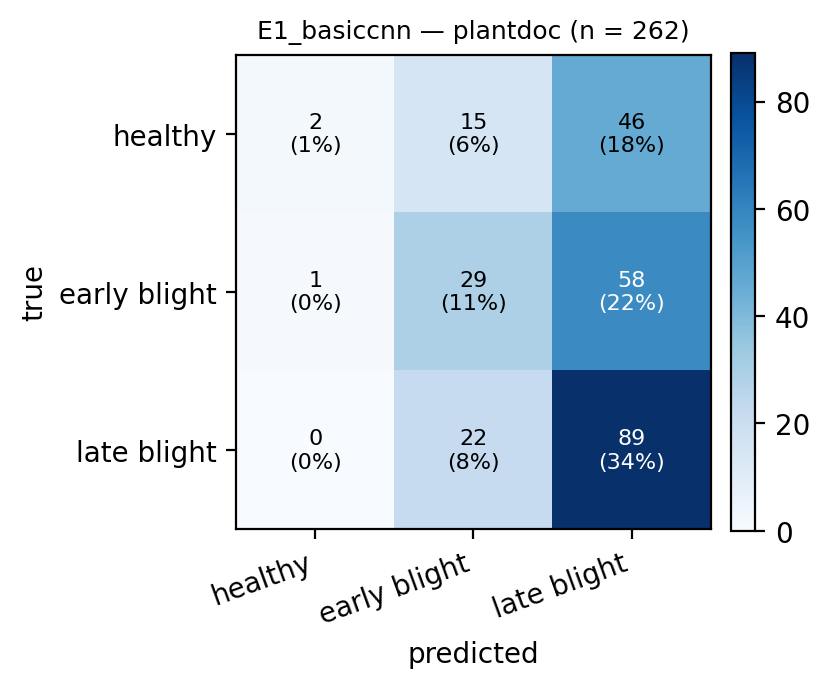 E1_basiccnn — plantdoc (n = 262)
true
healthy
early blight
late blight
2
(1%)
15
(6%)
46
(18%)
1
(0%)
29
(11%)
58
(22%)
0
(0%)
22
(8%)
89
(34%)
healthy
early blight
late blight
predicted
80
60
40
20
0